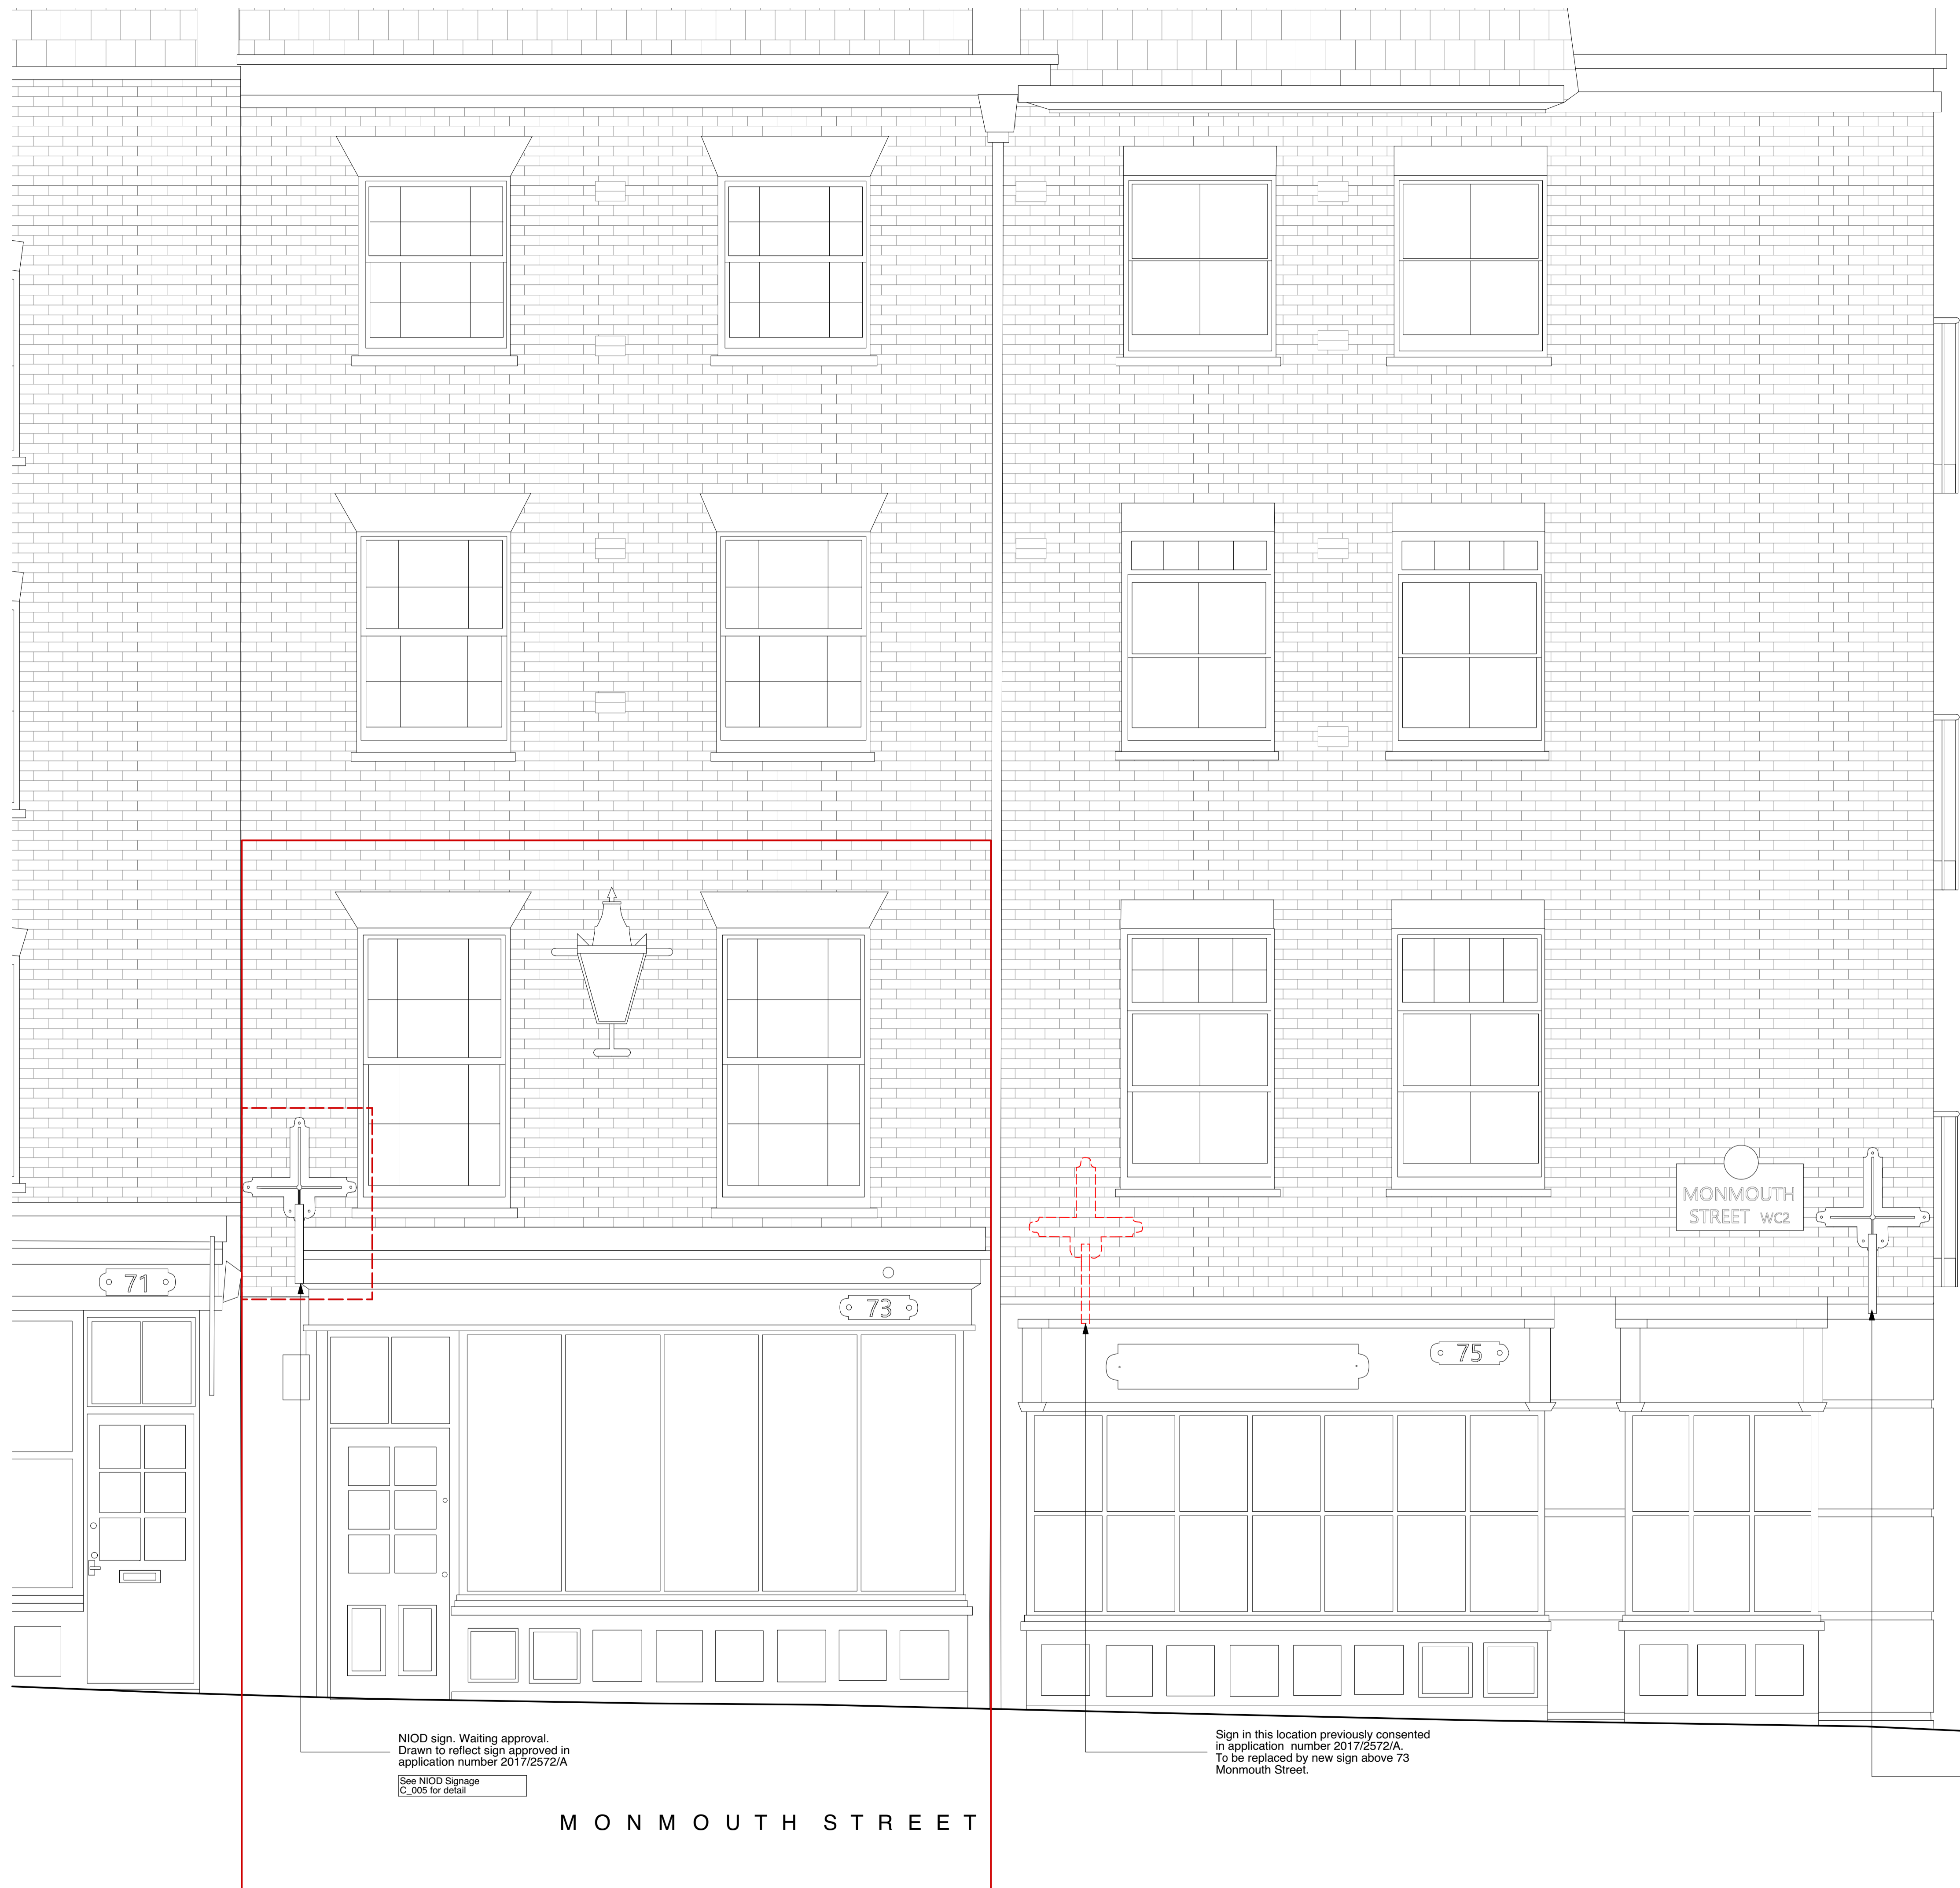 MONMOUTH
STREET WC2
71
73
75
NIOD sign. Waiting approval.
Drawn to reflect sign approved in
application number 2017/2572/A
See NIOD Signage
C_005 for detail
Sign in this location previously consented
in application number 2017/2572/A.
To be replaced by new sign above 73
Monmouth Street.
MONMOUTH STREET